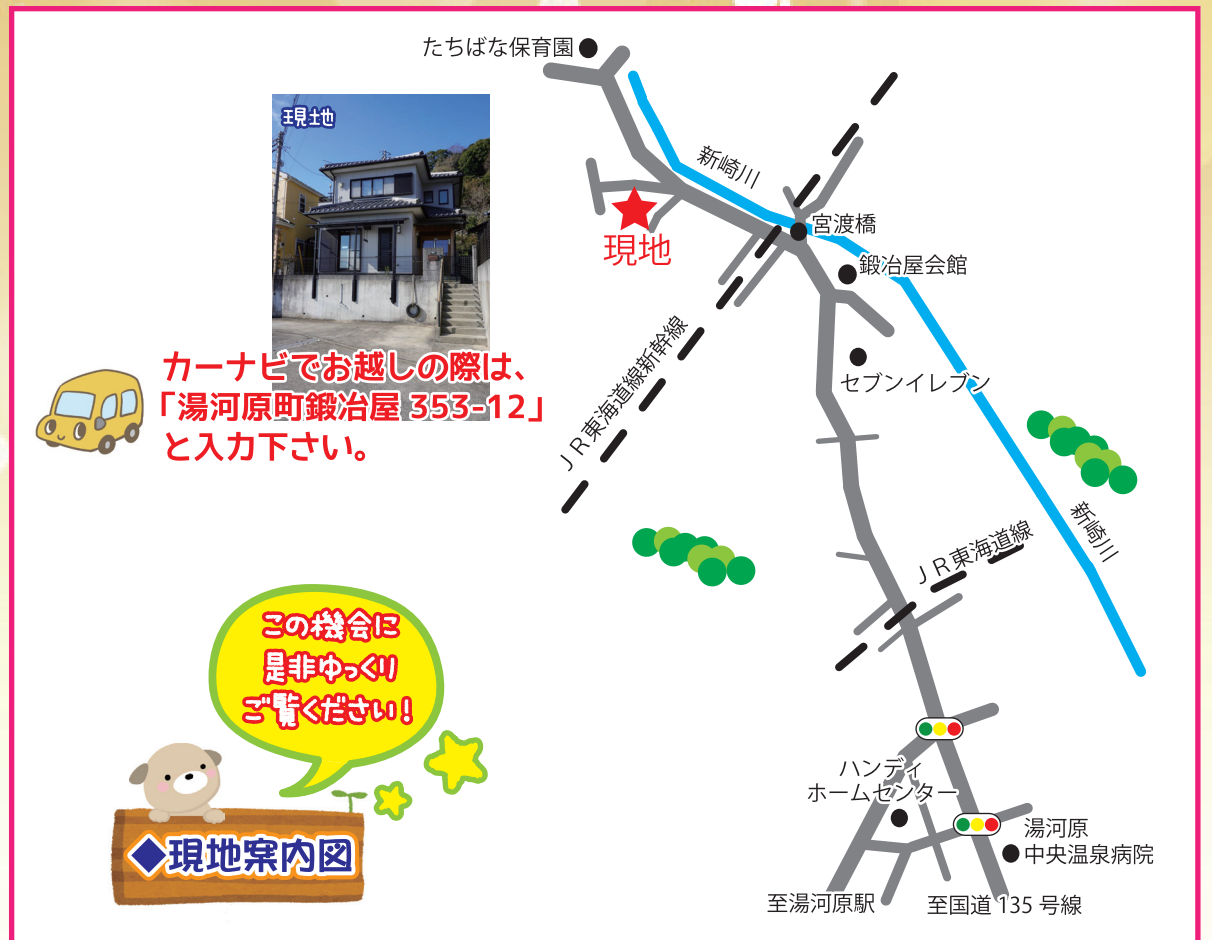 たちばな保育園
現地
新崎川
宮渡橋
現地
鍛冶屋会館
JR東海道線新幹線
セブンイレブン
カーナビでお越しの際は、
「湯河原町鍛冶屋 353-12」
と入力下さい。
新崎川
JR東海道線
この機会に
是非ゆっくり
ご覧ください！
ハンディ
ホームセンター
湯河原
中央温泉病院
◆現地案内図
至湯河原駅
至国道 135 号線